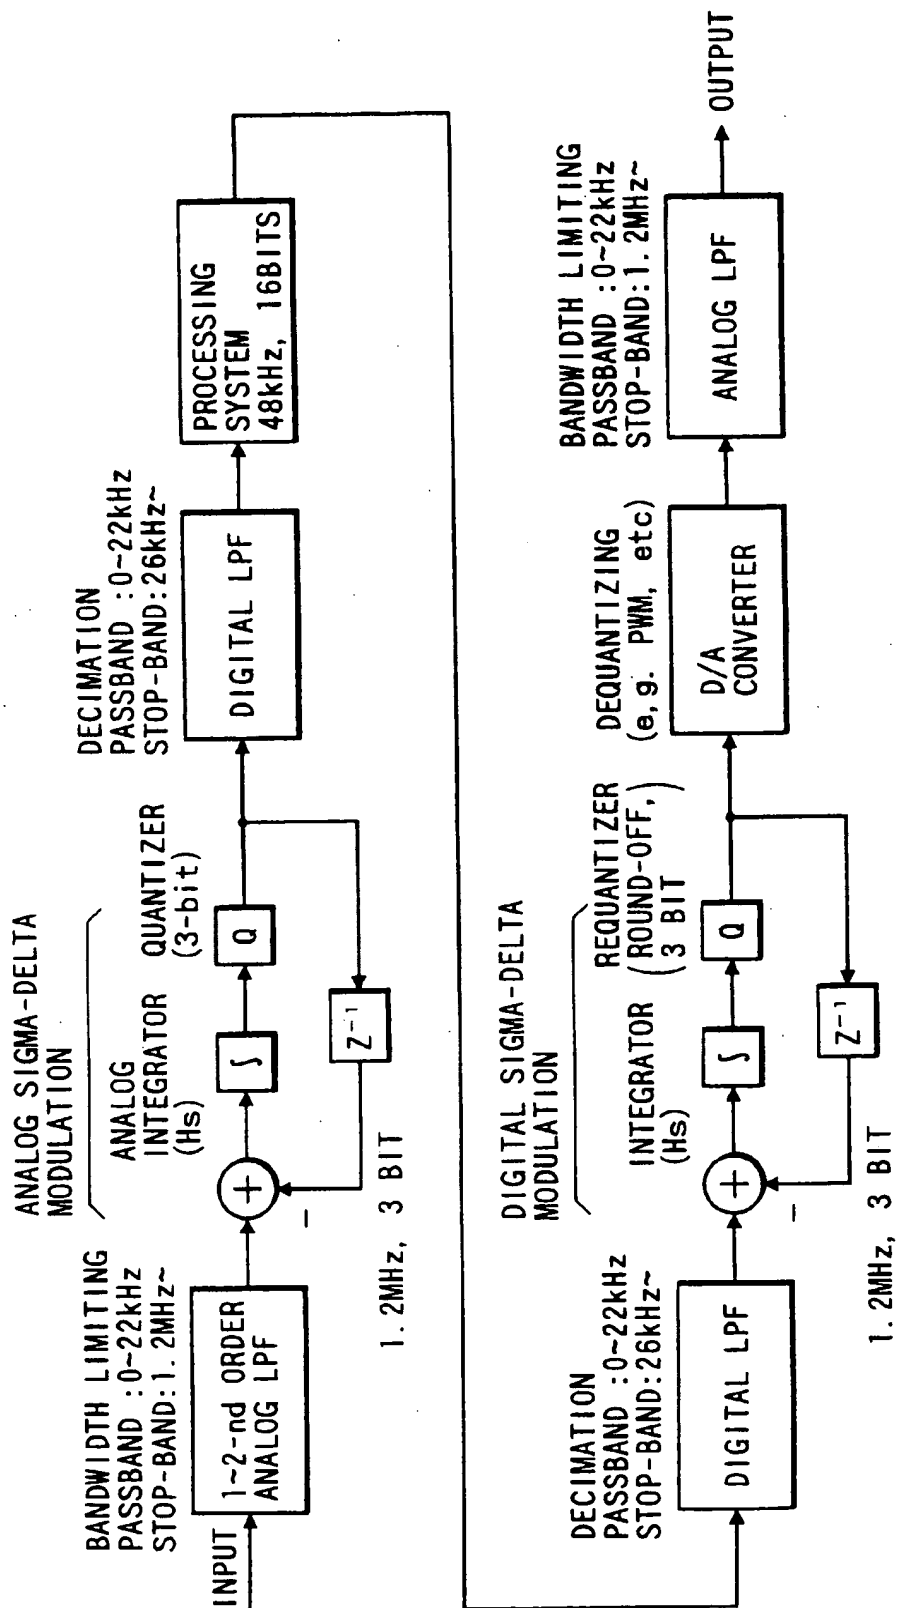 INPUT
BANDWIDTH LIMITING
PASSBAND :0~22kHz
STOP-BAND:1.2MHz~
1~2-nd ORDER
ANALOG LPF
ANALOG SIGMA-DELTA
MODULATION
ANALOG
INTEGRATOR
(Hs)
QUANTIZER
(3-bit)
+
−
∫
Q
Z⁻¹
1.2MHz, 3 BIT
DECIMATION
PASSBAND :0~22kHz
STOP-BAND:26kHz~
DIGITAL LPF
PROCESSING
SYSTEM
48kHz, 16BITS
DECIMATION
PASSBAND :0~22kHz
STOP-BAND:26kHz~
DIGITAL LPF
DIGITAL SIGMA-DELTA
MODULATION
INTEGRATOR
(Hs)
REQUANTIZER
(ROUND-OFF,
3 BIT)
+
−
∫
Q
Z⁻¹
1.2MHz, 3 BIT
DEQUANTIZING
(e,g. PWM, etc)
D/A
CONVERTER
BANDWIDTH LIMITING
PASSBAND :0~22kHz
STOP-BAND:1.2MHz~
ANALOG LPF
OUTPUT